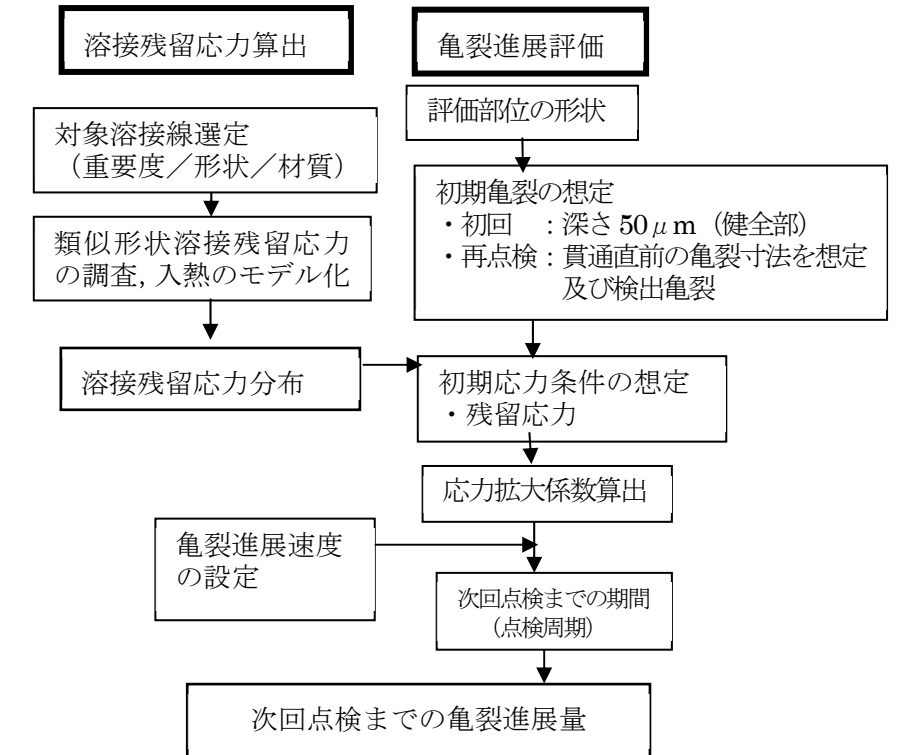 溶接残留応力算出
亀裂進展評価
評価部位の形状
対象溶接線選定
（重要度／形状／材質）
初期亀裂の想定
・初回　：深さ 50μm（健全部）
・再点検：貫通直前の亀裂寸法を想定
及び検出亀裂
類似形状溶接残留応力
の調査，入熱のモデル化
溶接残留応力分布
初期応力条件の想定
・残留応力
応力拡大係数算出
亀裂進展速度
の設定
次回点検までの期間
（点検周期）
次回点検までの亀裂進展量